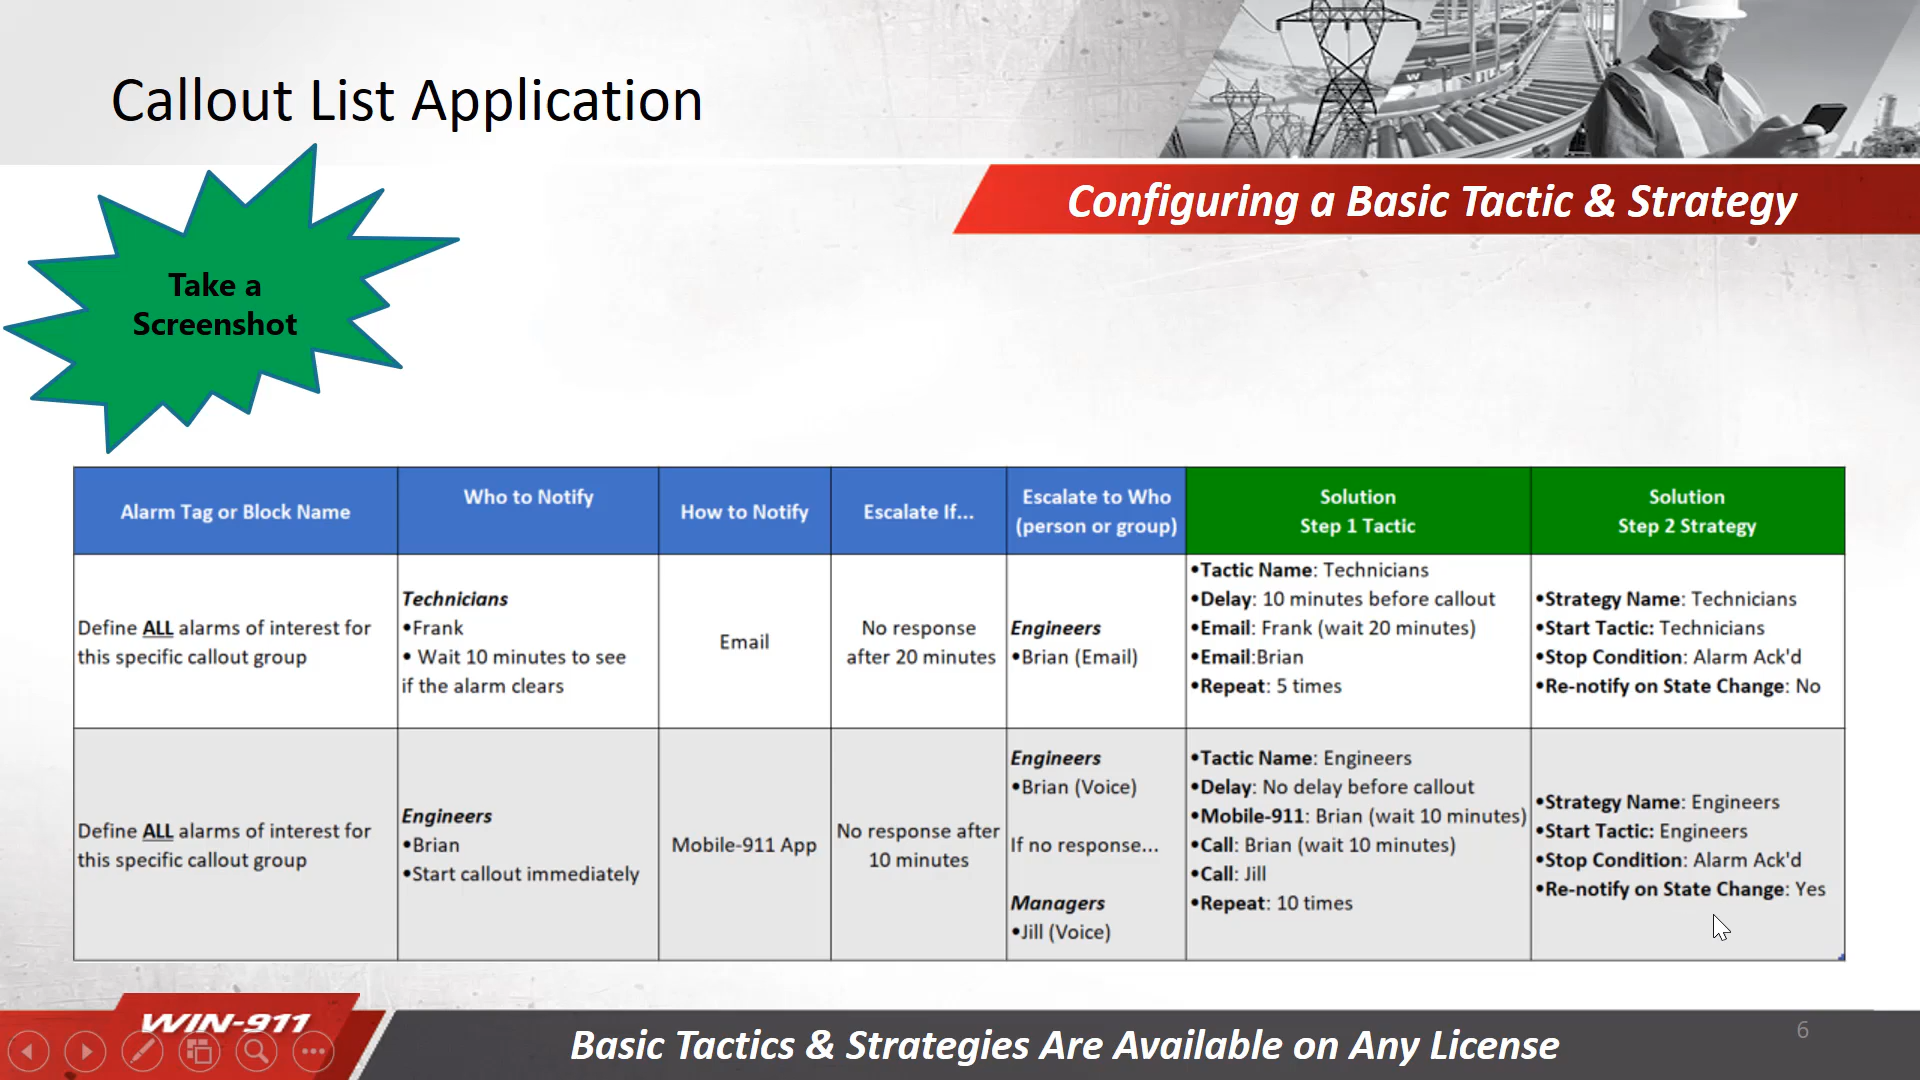 Callout List Application
Configuring a Basic Tactic & Strategy
Take a
Screenshot
Alarm Tag or Block Name
Who to Notify
How to Notify
Escalate If...
Escalate to Who
(person or group)
Solution
Step 1 Tactic
Solution
Step 2 Strategy
Define ALL alarms of interest for
this specific callout group
Technicians
•Frank
• Wait 10 minutes to see
if the alarm clears
Email
No response
after 20 minutes
Engineers
•Brian (Email)
•Tactic Name: Technicians
•Delay: 10 minutes before callout
•Email: Frank (wait 20 minutes)
•Email:Brian
•Repeat: 5 times
•Strategy Name: Technicians
•Start Tactic: Technicians
•Stop Condition: Alarm Ack'd
•Re-notify on State Change: No
Define ALL alarms of interest for
this specific callout group
Engineers
•Brian
•Start callout immediately
Mobile-911 App
No response after
10 minutes
Engineers
•Brian (Voice)
If no response...
Managers
•Jill (Voice)
•Tactic Name: Engineers
•Delay: No delay before callout
•Mobile-911: Brian (wait 10 minutes)
•Call: Brian (wait 10 minutes)
•Call: Jill
•Repeat: 10 times
•Strategy Name: Engineers
•Start Tactic: Engineers
•Stop Condition: Alarm Ack'd
•Re-notify on State Change: Yes
WIN-911
Basic Tactics & Strategies Are Available on Any License
6